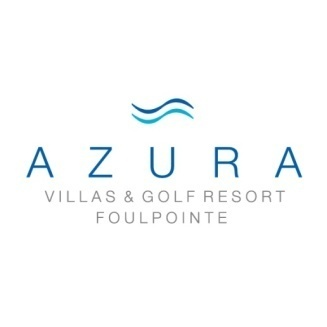 AZURA
VILLAS & GOLF RESORT
FOULPOINTE